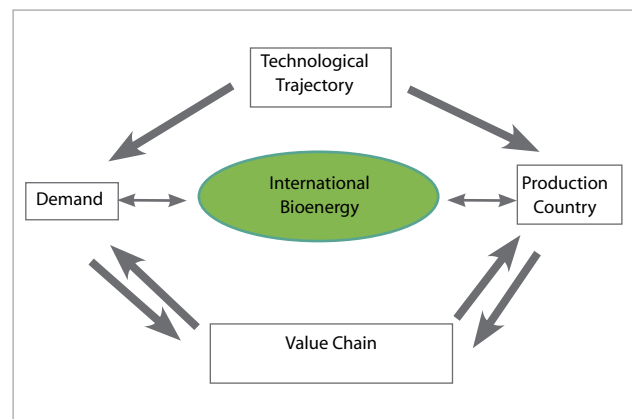 Technological
Trajectory
Demand
International
Bioenergy
Production
Country
Value Chain